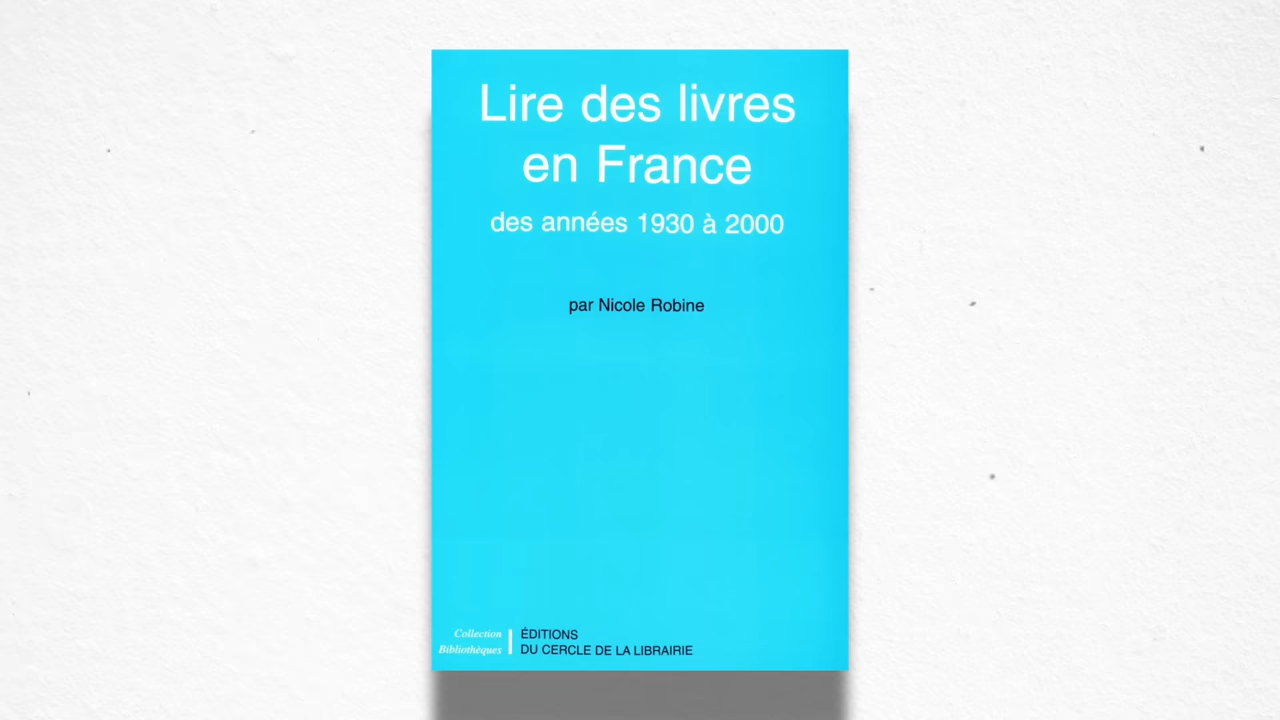 Lire des livres
en France
des années 1930 à 2000
par Nicole Robine
Collection
Bibliothèques
ÉDITIONS
DU CERCLE DE LA LIBRAIRIE